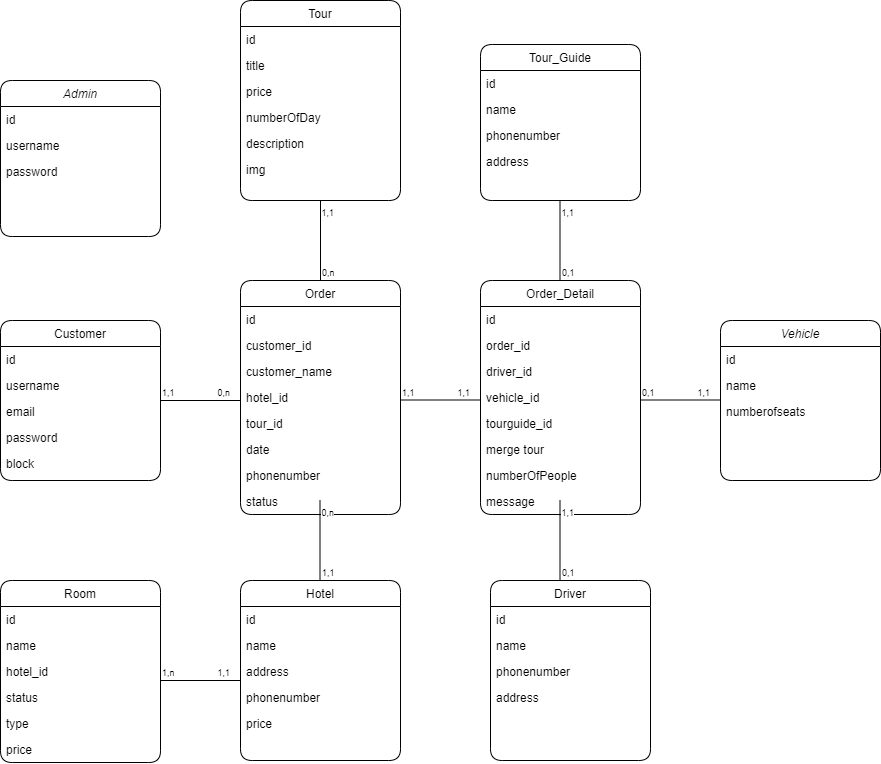 Tour
id
title
price
numberOfDay
description
img
Tour_Guide
id
name
phonenumber
address
Admin
id
username
password
1,1
0,n
1,1
0,1
Customer
id
username
email
password
block
1,1
0,n
Order
id
customer_id
customer_name
hotel_id
tour_id
date
phonenumber
status
1,1
1,1
Order_Detail
id
order_id
driver_id
vehicle_id
tourguide_id
merge tour
numberOfPeople
message
0,1
1,1
Vehicle
id
name
numberofseats
0,n
1,1
1,1
0,1
Room
id
name
hotel_id
status
type
price
1,n
1,1
Hotel
id
name
address
phonenumber
price
Driver
id
name
phonenumber
address